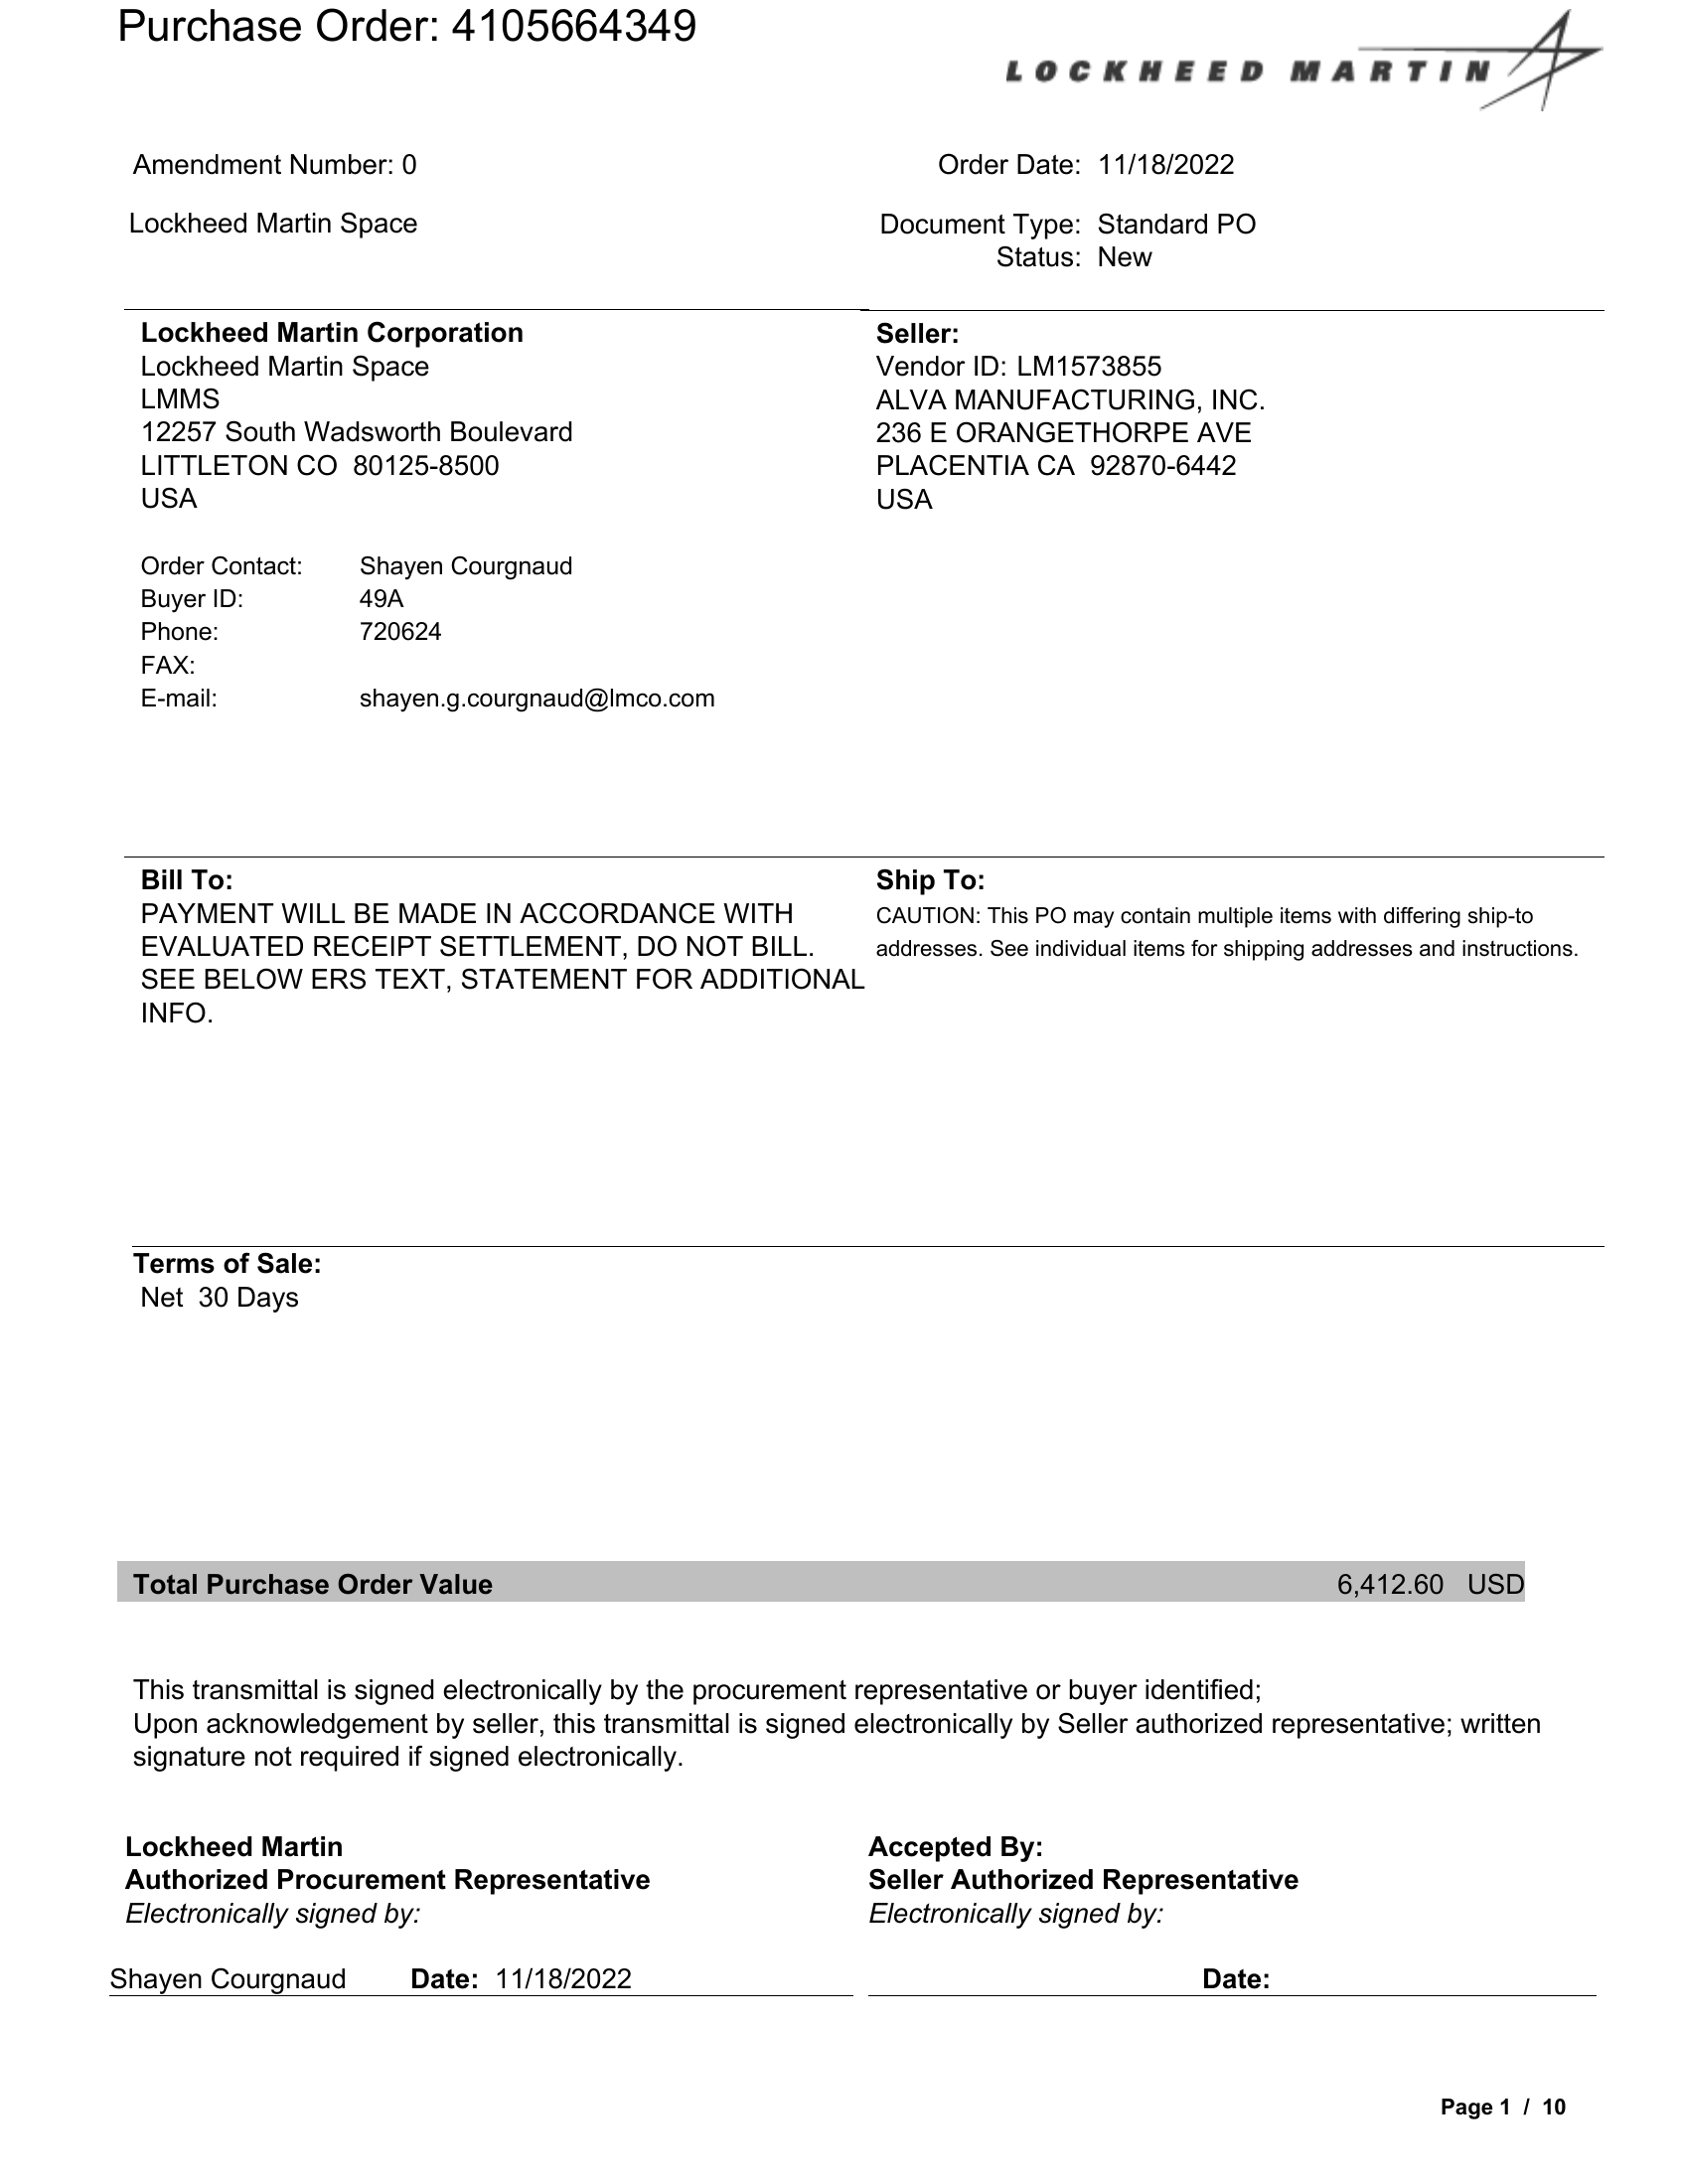 Purchase Order: 4105664349
LOCKHEED MARTIN
Amendment Number: 0
Order Date: 11/18/2022
Lockheed Martin Space
Document Type: Standard PO
Status: New
Lockheed Martin Corporation
Lockheed Martin Space
LMMS
12257 South Wadsworth Boulevard
LITTLETON CO 80125-8500
USA
Seller:
Vendor ID: LM1573855
ALVA MANUFACTURING, INC.
236 E ORANGETHORPE AVE
PLACENTIA CA 92870-6442
USA
Order Contact: Shayen Courgnaud
Buyer ID: 49A
Phone: 720624
FAX:
E-mail: shayen.g.courgnaud@lmco.com
Bill To:
PAYMENT WILL BE MADE IN ACCORDANCE WITH
EVALUATED RECEIPT SETTLEMENT, DO NOT BILL.
SEE BELOW ERS TEXT, STATEMENT FOR ADDITIONAL
INFO.
Ship To:
CAUTION: This PO may contain multiple items with differing ship-to
addresses. See individual items for shipping addresses and instructions.
Terms of Sale:
Net 30 Days
Total Purchase Order Value 6,412.60 USD
This transmittal is signed electronically by the procurement representative or buyer identified;
Upon acknowledgement by seller, this transmittal is signed electronically by Seller authorized representative; written
signature not required if signed electronically.
Lockheed Martin
Authorized Procurement Representative
Electronically signed by:
Shayen Courgnaud Date: 11/18/2022
Accepted By:
Seller Authorized Representative
Electronically signed by:
Date:
Page 1 / 10